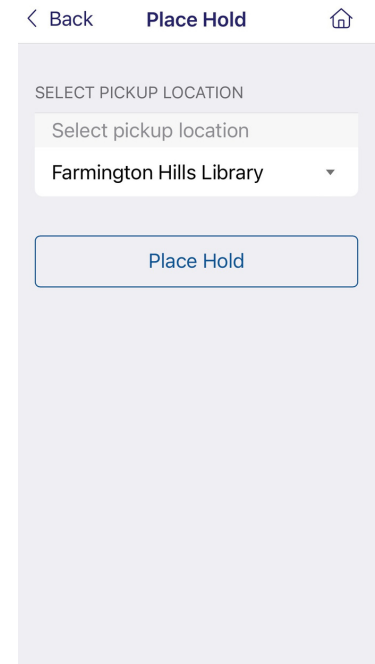 Back Place Hold
SELECT PICKUP LOCATION
Select pickup location
Farmington Hills Library
Place Hold